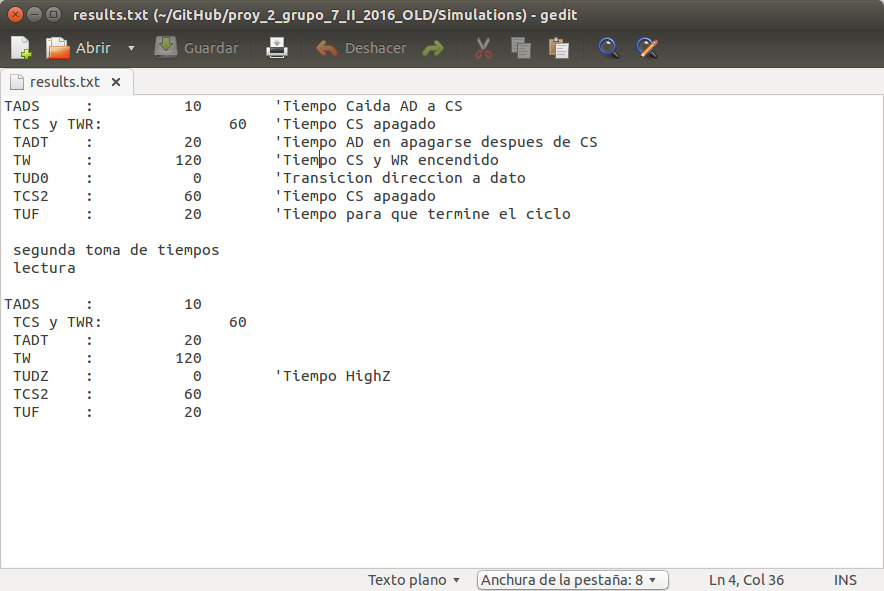 results.txt (~/GitHub/proy_2_grupo_7_II_2016_OLD/Simulations) - gedit
Abrir Guardar Deshacer
results.txt
TADS : 10 'Tiempo Caida AD a CS
TCS y TWR: 60 'Tiempo CS apagado
TADT : 20 'Tiempo AD en apagarse despues de CS
TW : 120 'Tiempo CS y WR encendido
TUD0 : 0 'Transicion direccion a dato
TCS2 : 60 'Tiempo CS apagado
TUF : 20 'Tiempo para que termine el ciclo
segunda toma de tiempos
lectura
TADS : 10
TCS y TWR: 60
TADT : 20
TW : 120
TUDZ : 0 'Tiempo HighZ
TCS2 : 60
TUF : 20
Texto plano Anchura de la pestaña: 8 Ln 4, Col 36 INS